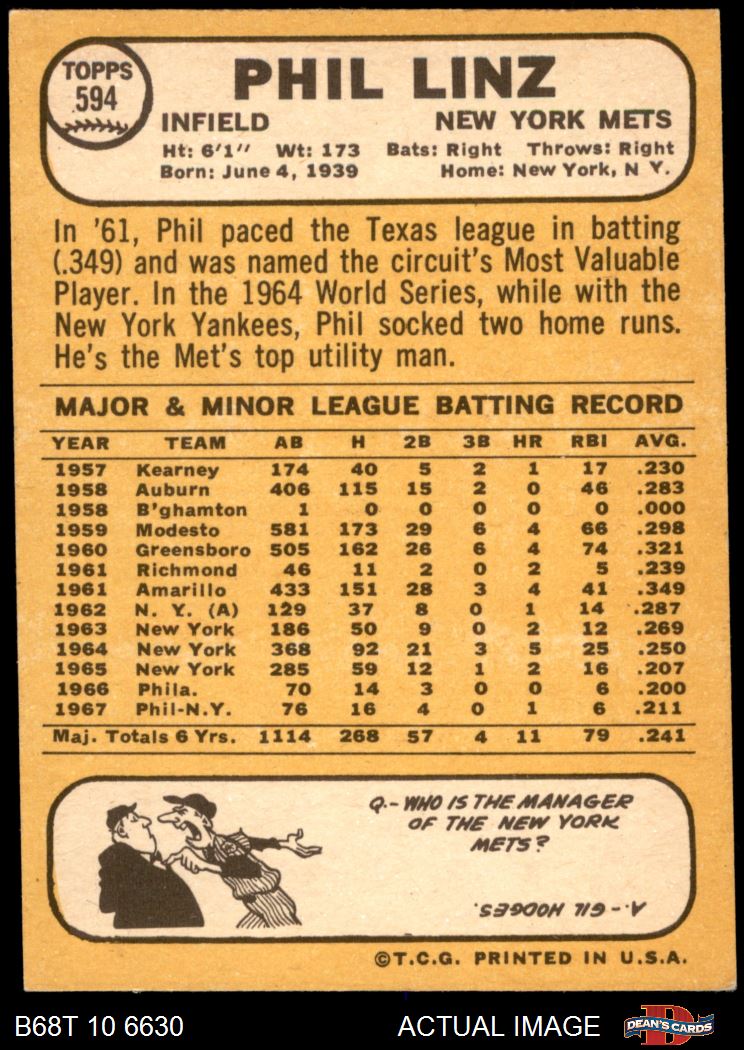 TOPPS
594
PHIL LINZ
INFIELD NEW YORK METS
Ht: 6'1" Wt: 173 Bats: Right Throws: Right
Born: June 4, 1939 Home: New York, N Y.
In '61, Phil paced the Texas league in batting
(.349) and was named the circuit's Most Valuable
Player. In the 1964 World Series, while with the
New York Yankees, Phil socked two home runs.
He's the Met's top utility man.
MAJOR & MINOR LEAGUE BATTING RECORD
YEAR TEAM AB H 2B 3B HR RBI AVG.
1957 Kearney 174 40 5 2 1 17 .230
1958 Auburn 406 115 15 2 0 46 .283
1958 B'ghamton 1 0 0 0 0 0 .000
1959 Modesto 581 173 29 6 4 66 .298
1960 Greensboro 505 162 26 6 4 74 .321
1961 Richmond 46 11 2 0 2 5 .239
1961 Amarillo 433 151 28 3 4 41 .349
1962 N. Y. (A) 129 37 8 0 1 14 .287
1963 New York 186 50 9 0 2 12 .269
1964 New York 368 92 21 3 5 25 .250
1965 New York 285 59 12 1 2 16 .207
1966 Phila. 70 14 3 0 0 6 .200
1967 Phil-N.Y. 76 16 4 0 1 6 .211
Maj. Totals 6 Yrs. 1114 268 57 4 11 79 .241
Q.- WHO IS THE MANAGER
OF THE NEW YORK
METS?
A.- GIL HODGES.
©T.C.G. PRINTED IN U.S.A.
B68T 10 6630 ACTUAL IMAGE DEAN'S CARDS